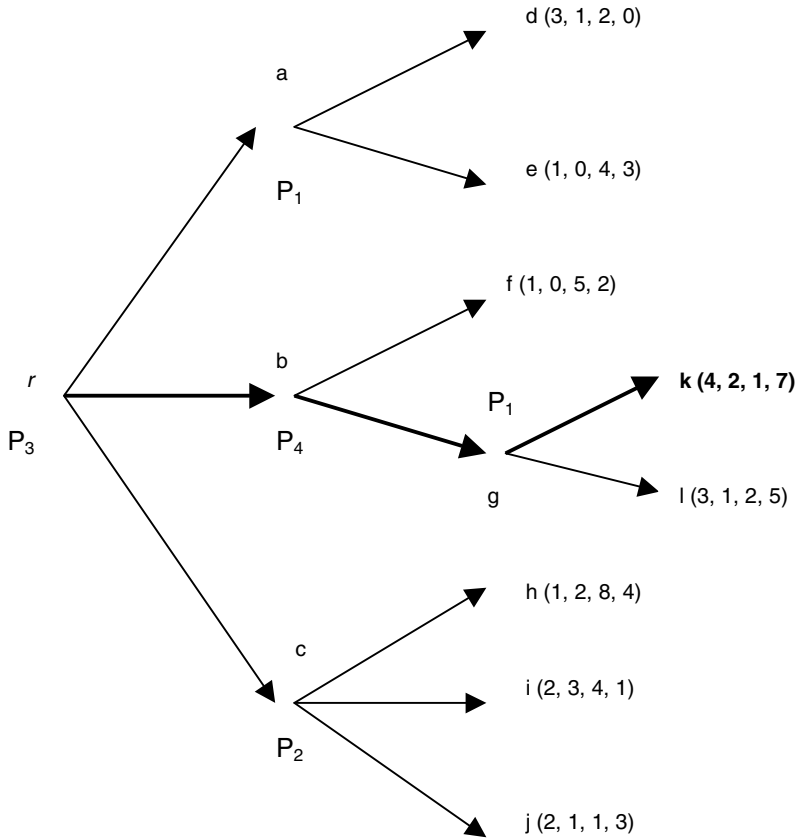 d (3, 1, 2, 0)
a
e (1, 0, 4, 3)
P₁
f (1, 0, 5, 2)
b
r
k (4, 2, 1, 7)
P₁
P₃
P₄
g
l (3, 1, 2, 5)
h (1, 2, 8, 4)
c
i (2, 3, 4, 1)
P₂
j (2, 1, 1, 3)